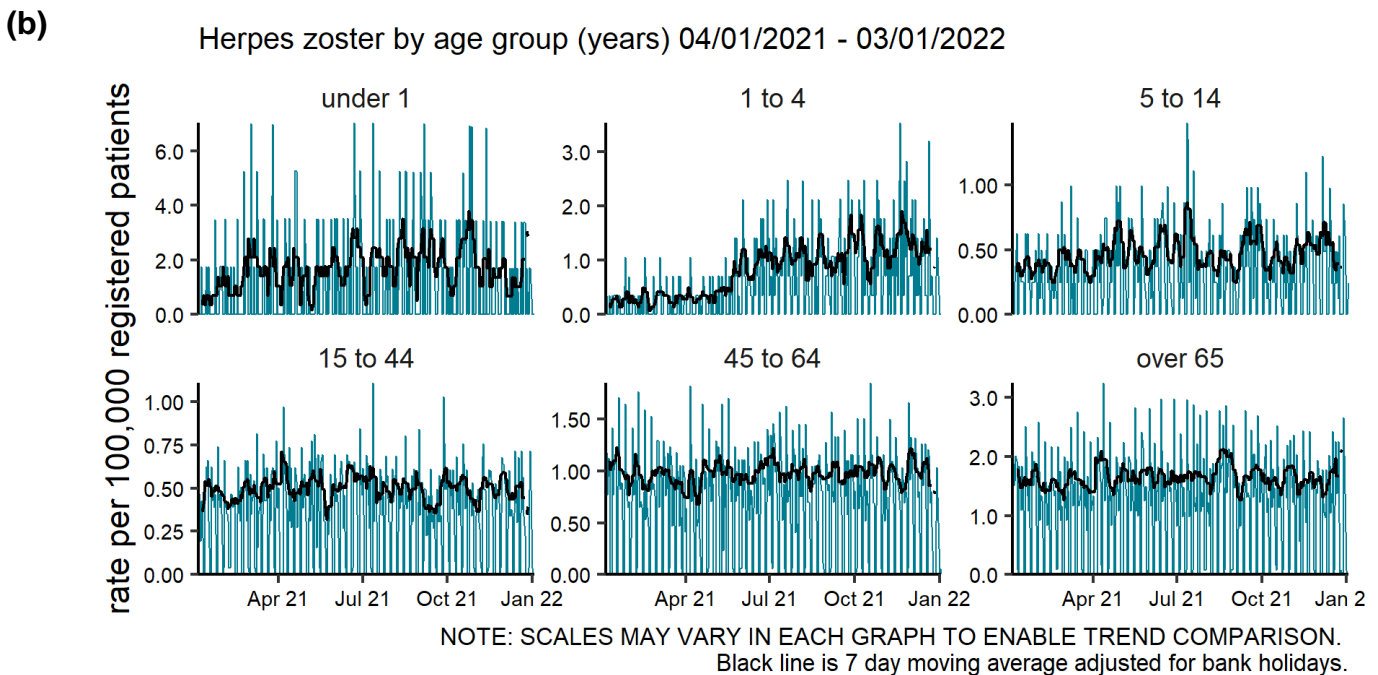 (b)
Herpes zoster by age group (years) 04/01/2021 - 03/01/2022
rate per 100,000 registered patients
under 1
1 to 4
5 to 14
6.0
4.0
2.0
0.0
3.0
2.0
1.0
0.0
1.00
0.50
0.00
15 to 44
45 to 64
over 65
1.00
0.75
0.50
0.25
0.00
1.50
1.00
0.50
0.00
3.0
2.0
1.0
0.0
Apr 21 Jul 21 Oct 21 Jan 22
Apr 21 Jul 21 Oct 21 Jan 22
Apr 21 Jul 21 Oct 21 Jan 2
NOTE: SCALES MAY VARY IN EACH GRAPH TO ENABLE TREND COMPARISON.
Black line is 7 day moving average adjusted for bank holidays.